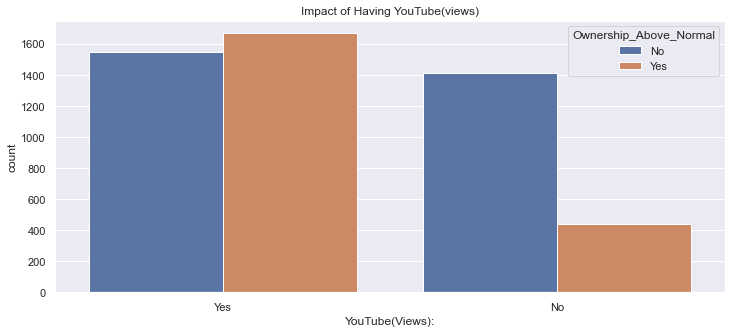 Impact of Having YouTube(views)
Ownership_Above_Normal
No
Yes
1600
1400
1200
1000
800
600
400
200
0
count
Yes
No
YouTube(Views):